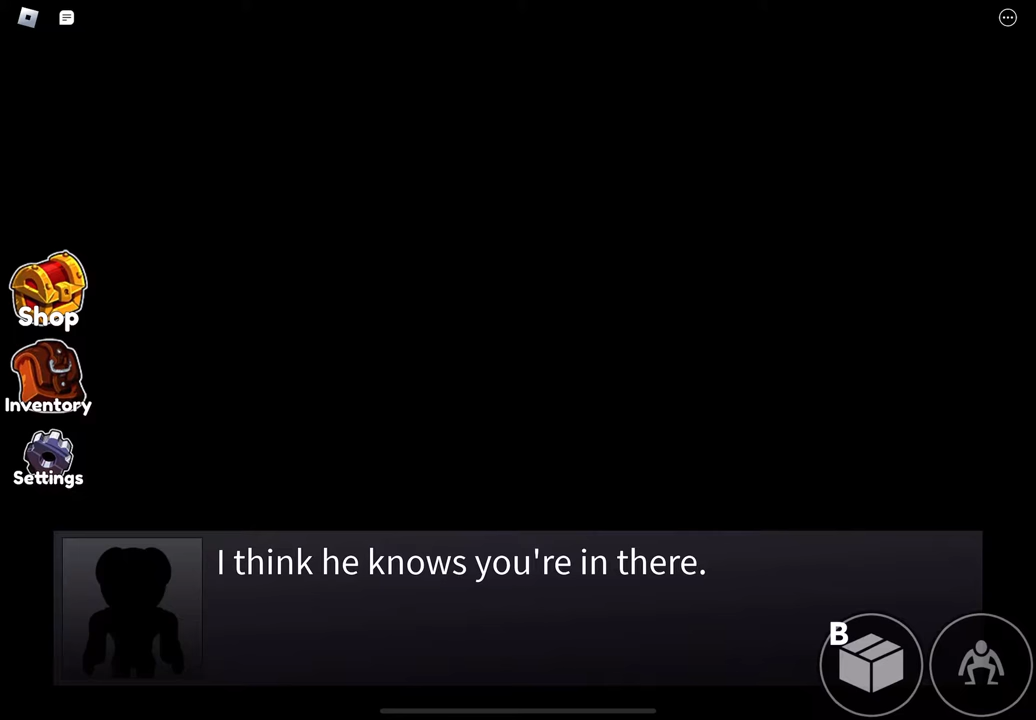 Shop
Inventory
Settings
I think he knows you're in there.
B